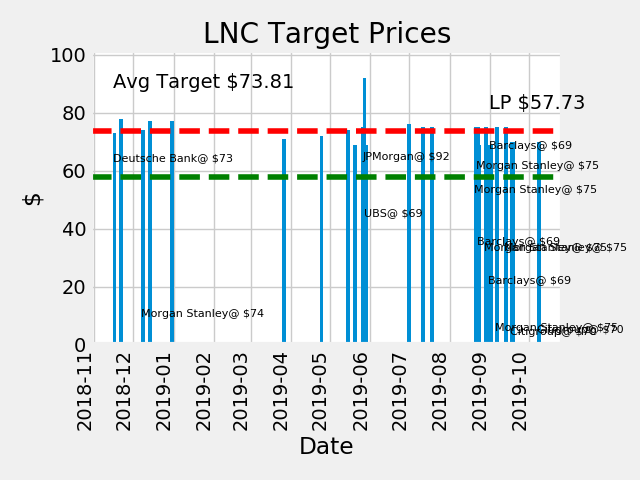 LNC Target Prices
100
Avg Target $73.81
LP $57.73
80
Barclays@ $69
Deutsche Bank@ $73
JPMorgan@ $92
Morgan Stanley@ $75
60
Morgan Stanley@ $75
$
UBS@ $69
40
Barclays@ $69
Morgan Stanley@ $75
20
Barclays@ $69
Morgan Stanley@ $74
Morgan Stanley@ $75
Citigroup@ $70
0
2018-11
2018-12
2019-01
2019-02
2019-03
2019-04
2019-05
2019-06
2019-07
2019-08
2019-09
2019-10
Date